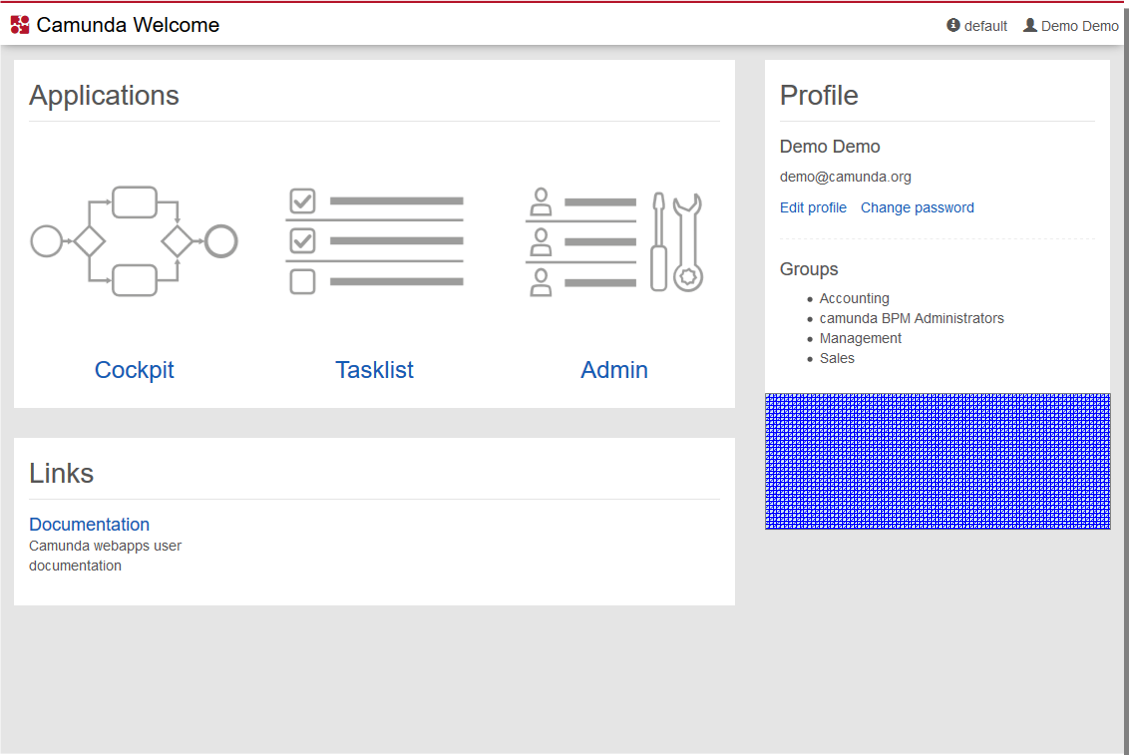 Camunda Welcome
default
Demo Demo
Applications
Cockpit
Tasklist
Admin
Links
Documentation
Camunda webapps user
documentation
Profile
Demo Demo
demo@camunda.org
Edit profile Change password
Groups
Accounting
camunda BPM Administrators
Management
Sales